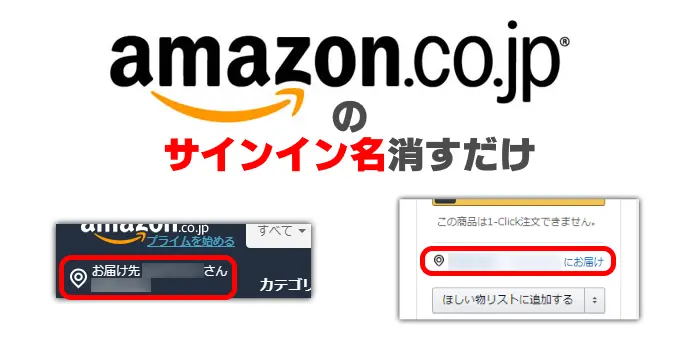 amazon.co.jp®
の
サインイン名消すだけ
amazon.co.jp
プライムを始める
すべて
お届け先 さん
カテゴリ
この商品は1-Click注文できません。
にお届け
ほしい物リストに追加する